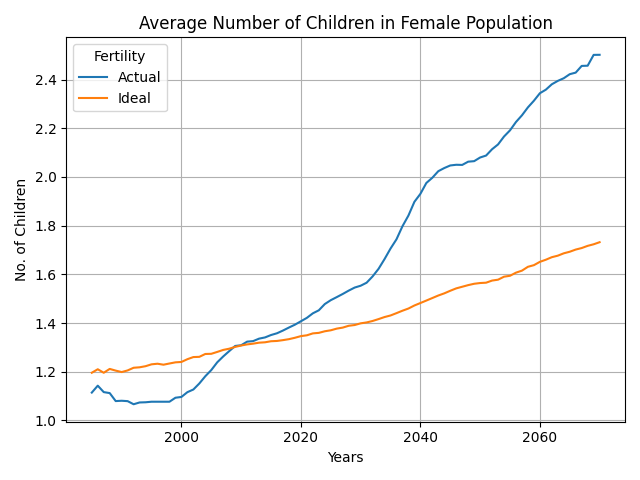 Average Number of Children in Female Population
Fertility
Actual
Ideal
No. of Children
2.4
2.2
2.0
1.8
1.6
1.4
1.2
1.0
2000 2020 2040 2060
Years